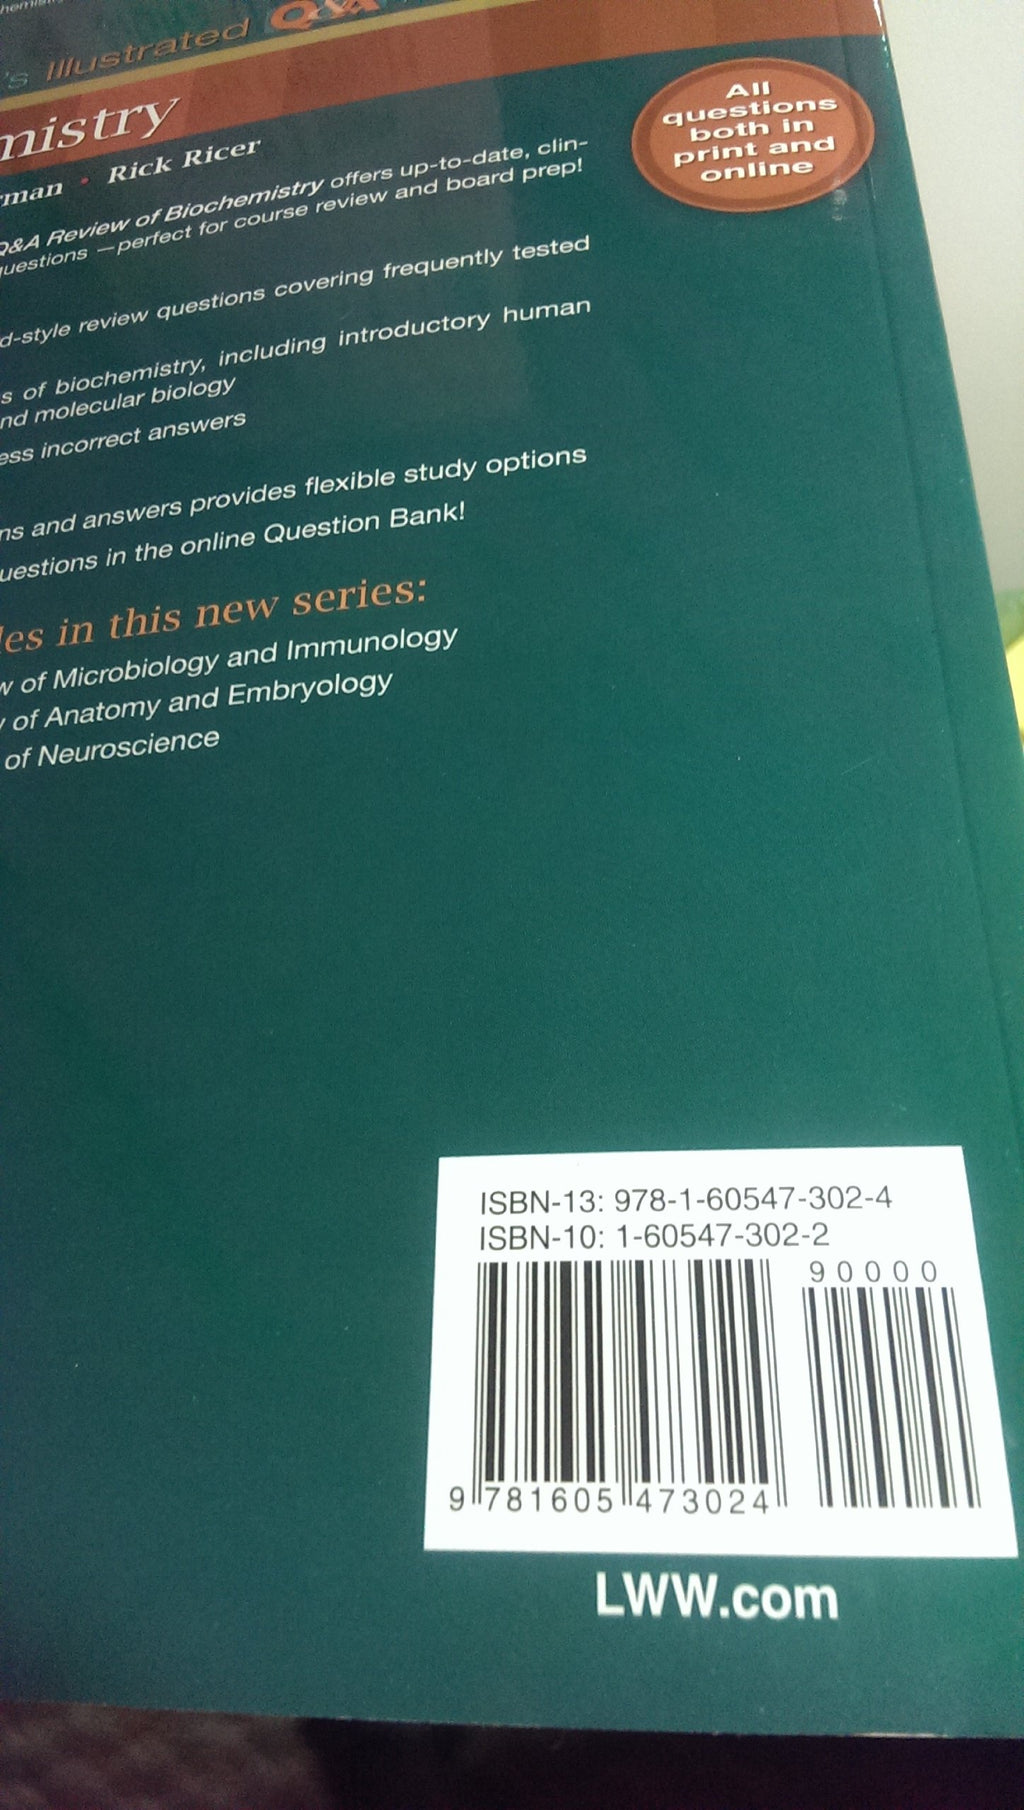 's Illustrated Q&A
mistry
rman • Rick Ricer
Q&A Review of Biochemistry offers up-to-date, clin-
questions —perfect for course review and board prep!
d-style review questions covering frequently tested
s of biochemistry, including introductory human
nd molecular biology
ess incorrect answers
ns and answers provides flexible study options
uestions in the online Question Bank!
les in this new series:
w of Microbiology and Immunology
of Anatomy and Embryology
of Neuroscience
All
questions
both in
print and
online
ISBN-13: 978-1-60547-302-4
ISBN-10: 1-60547-302-2
90000
9 781605 473024
LWW.com